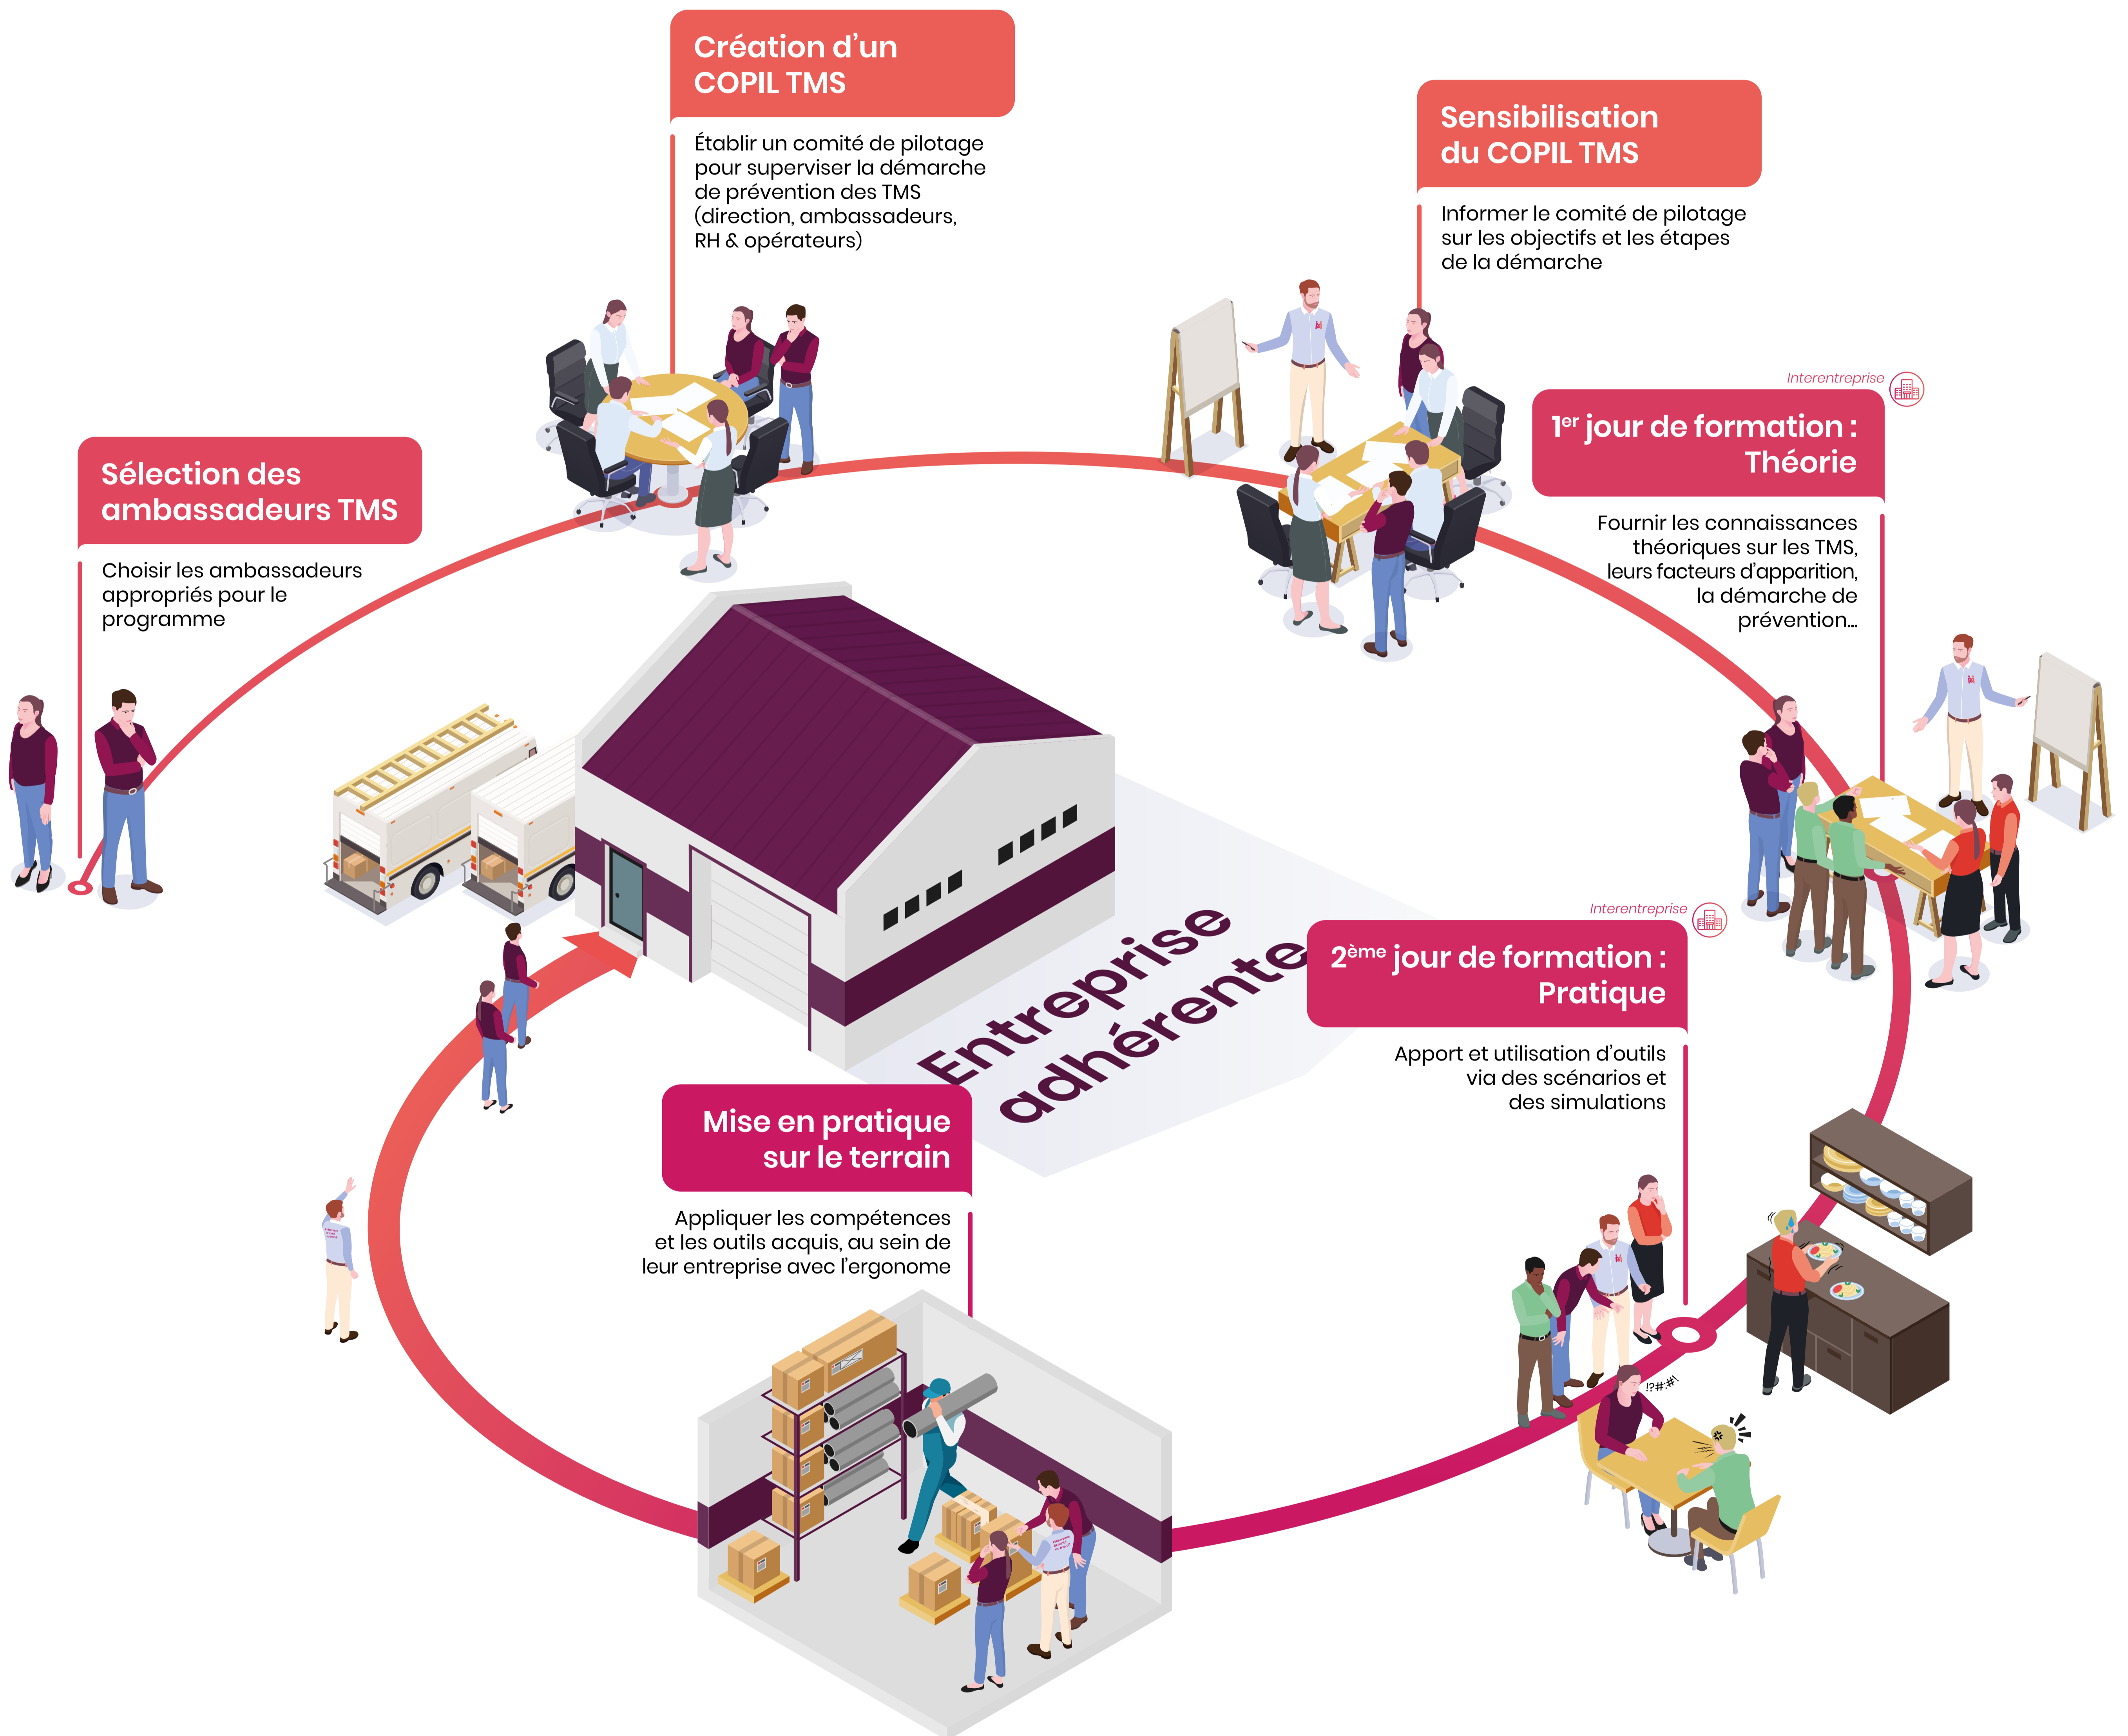 Création d’un
COPIL TMS
Établir un comité de pilotage
pour superviser la démarche
de prévention des TMS
(direction, ambassadeurs,
RH & opérateurs)
Sensibilisation
du COPIL TMS
Informer le comité de pilotage
sur les objectifs et les étapes
de la démarche
Interentreprise
1er jour de formation :
Théorie
Fournir les connaissances
théoriques sur les TMS,
leurs facteurs d’apparition,
la démarche de
prévention...
Sélection des
ambassadeurs TMS
Choisir les ambassadeurs
appropriés pour le
programme
Entreprise
adhérente
Interentreprise
2ème jour de formation :
Pratique
Apport et utilisation d’outils
via des scénarios et
des simulations
Mise en pratique
sur le terrain
Appliquer les compétences
et les outils acquis, au sein de
leur entreprise avec l’ergonome
!?#:#!